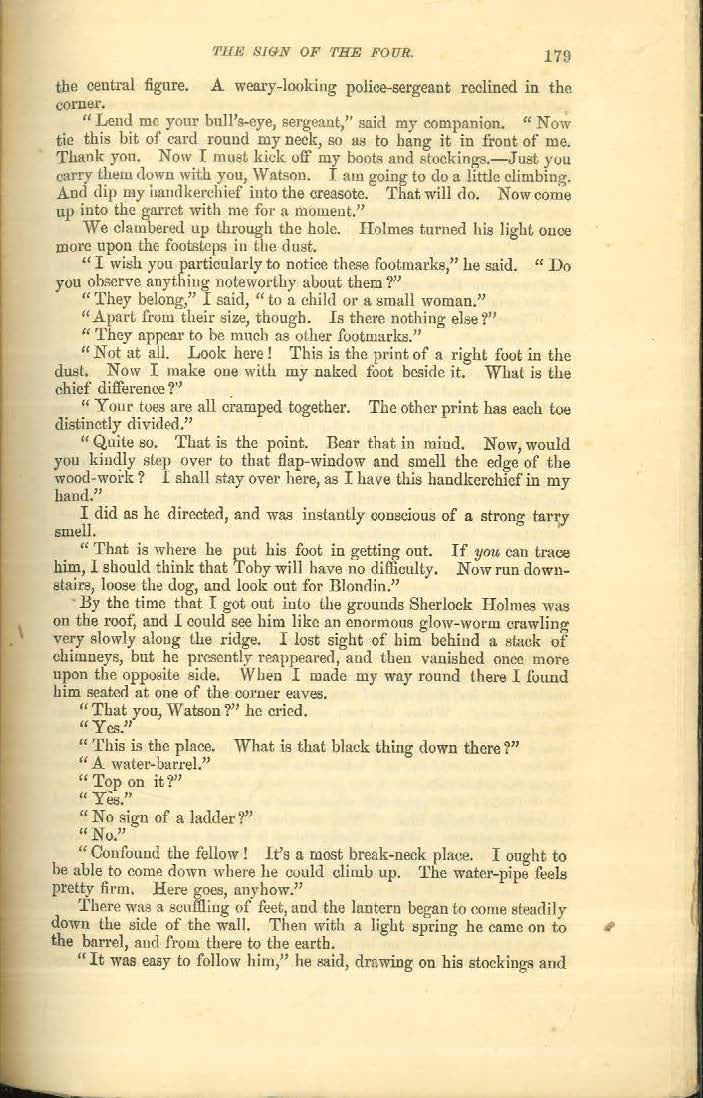 THE SIGN OF THE FOUR. 179
the central figure. A weary-looking police-sergeant reclined in the
corner.
“Lend me your bull's-eye, sergeant,” said my companion. “Now
tie this bit of card round my neck, so as to hang it in front of me.
Thank you. Now I must kick off my boots and stockings.—Just you
carry them down with you, Watson. I am going to do a little climbing.
And dip my handkerchief into the creasote. That will do. Now come
up into the garret with me for a moment.”
We clambered up through the hole. Holmes turned his light once
more upon the footsteps in the dust.
“I wish you particularly to notice these footmarks,” he said. “Do
you observe anything noteworthy about them?”
“They belong,” I said, “to a child or a small woman.”
“Apart from their size, though. Is there nothing else?”
“They appear to be much as other footmarks.”
“Not at all. Look here! This is the print of a right foot in the
dust. Now I make one with my naked foot beside it. What is the
chief difference?”
“Your toes are all cramped together. The other print has each toe
distinctly divided.”
“Quite so. That is the point. Bear that in mind. Now, would
you kindly step over to that flap-window and smell the edge of the
wood-work? I shall stay over here, as I have this handkerchief in my
hand.”
I did as he directed, and was instantly conscious of a strong tarry
smell.
“That is where he put his foot in getting out. If you can trace
him, I should think that Toby will have no difficulty. Now run down-
stairs, loose the dog, and look out for Blondin.”
By the time that I got out into the grounds Sherlock Holmes was
on the roof, and I could see him like an enormous glow-worm crawling
very slowly along the ridge. I lost sight of him behind a stack of
chimneys, but he presently reappeared, and then vanished once more
upon the opposite side. When I made my way round there I found
him seated at one of the corner eaves.
“That you, Watson?” he cried.
“Yes.”
“This is the place. What is that black thing down there?”
“A water-barrel.”
“Top on it?”
“Yes.”
“No sign of a ladder?”
“No.”
“Confound the fellow! It's a most break-neck place. I ought to
be able to come down where he could climb up. The water-pipe feels
pretty firm. Here goes, anyhow.”
There was a scuffling of feet, and the lantern began to come steadily
down the side of the wall. Then with a light spring he came on to
the barrel, and from there to the earth.
“It was easy to follow him,” he said, drawing on his stockings and